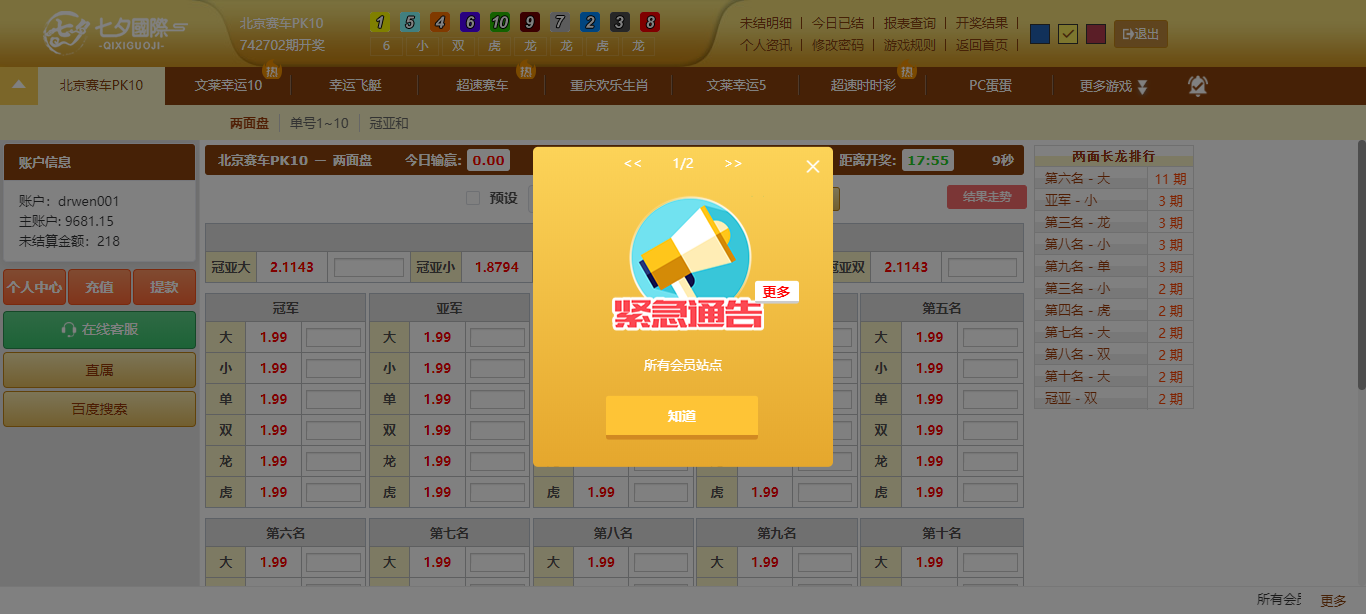 七夕國際
-QIXIGUOJI-
北京赛车PK10
742702期开奖
1 5 4 6 10 9 7 2 3 8
6 小 双 虎 龙 龙 虎 龙
未结明细 | 今日已结 | 报表查询 | 开奖结果 |
个人资讯 | 修改密码 | 游戏规则 | 返回首页 |
退出
北京赛车PK10 文莱幸运10 热 幸运飞艇 超速赛车 热 重庆欢乐生肖 文莱幸运5 超速时时彩 热 PC蛋蛋 更多游戏
两面盘 单号1~10 冠亚和
账户信息
账户：drwen001
主账户: 9681.15
未结算金额：218
个人中心 充值 提款
在线客服
直属
百度搜索
北京赛车PK10 － 两面盘 今日输赢: 0.00 距离开奖: 17:55 9秒
预设 结果走势
冠亚大 2.1143 冠亚小 1.8794 冠亚双 2.1143
冠军 亚军 第五名
大 1.99 大 1.99 大 1.99
小 1.99 小 1.99 小 1.99
单 1.99 单 1.99 单 1.99
双 1.99 双 1.99 双 1.99
龙 1.99 龙 1.99 龙 1.99
虎 1.99 虎 1.99 虎 1.99 虎 1.99 虎 1.99
第六名 第七名 第八名 第九名 第十名
大 1.99 大 1.99 大 1.99 大 1.99 大 1.99
<< 1/2 >>
更多
紧急通告
所有会员站点
知道
两面长龙排行
第六名 - 大 11 期
亚军 - 小 3 期
第三名 - 龙 3 期
第八名 - 小 3 期
第九名 - 单 3 期
第三名 - 小 2 期
第四名 - 虎 2 期
第七名 - 大 2 期
第八名 - 双 2 期
第十名 - 大 2 期
冠亚 - 双 2 期
所有会员 更多